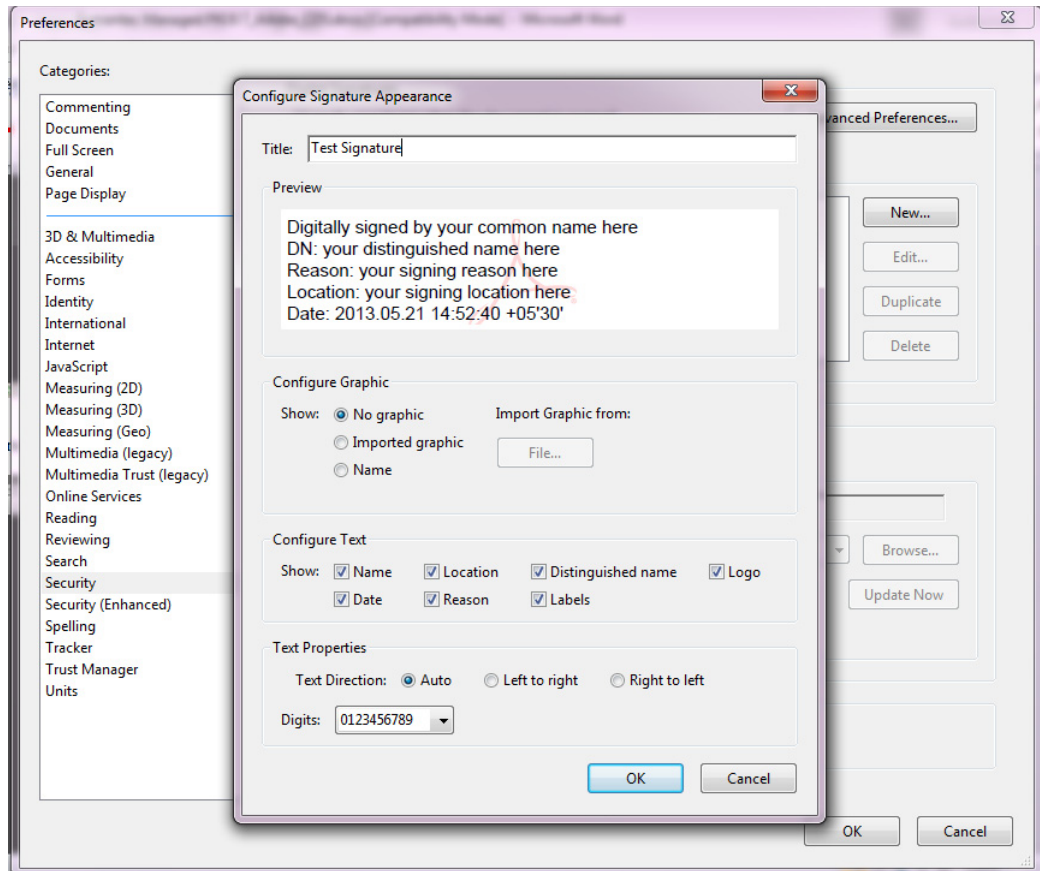 Preferences
Categories:
Commenting
Documents
Full Screen
General
Page Display
3D & Multimedia
Accessibility
Forms
Identity
International
Internet
JavaScript
Measuring (2D)
Measuring (3D)
Measuring (Geo)
Multimedia (legacy)
Multimedia Trust (legacy)
Online Services
Reading
Reviewing
Search
Security
Security (Enhanced)
Spelling
Tracker
Trust Manager
Units
Configure Signature Appearance
Title: Test Signature
Preview
Digitally signed by your common name here
DN: your distinguished name here
Reason: your signing reason here
Location: your signing location here
Date: 2013.05.21 14:52:40 +05'30'
Configure Graphic
Show: No graphic Import Graphic from:
Imported graphic File...
Name
Configure Text
Show: Name Location Distinguished name Logo
Date Reason Labels
Text Properties
Text Direction: Auto Left to right Right to left
Digits: 0123456789
OK Cancel
vanced Preferences...
New...
Edit...
Duplicate
Delete
Browse...
Update Now
OK Cancel